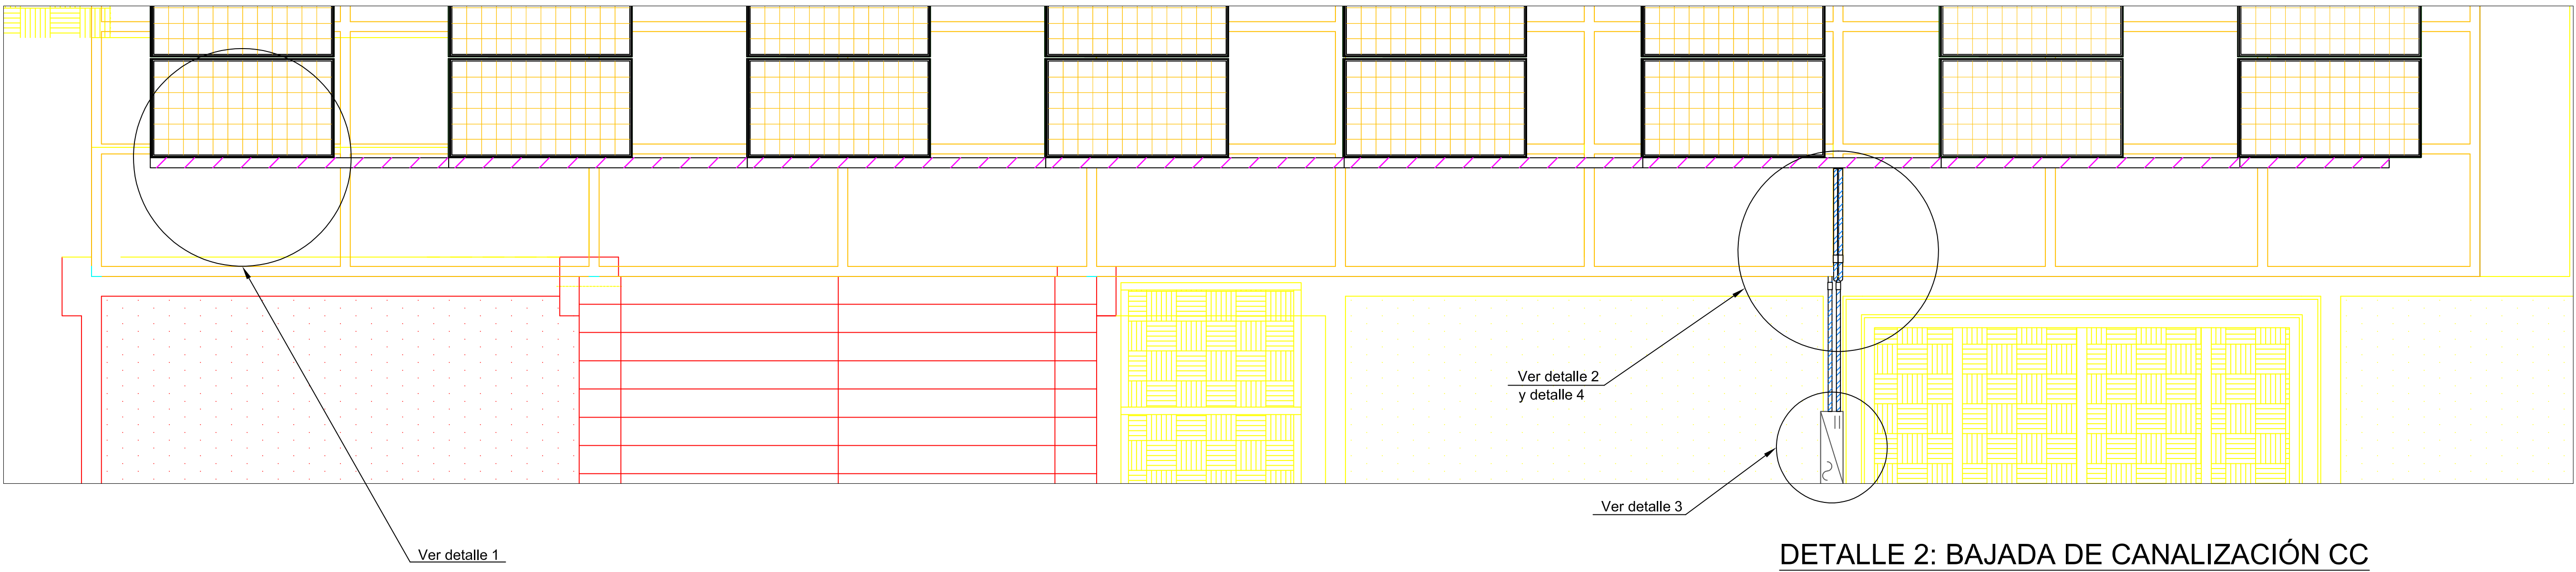 Ver detalle 2
y detalle 4
Ver detalle 3
Ver detalle 1
DETALLE 2: BAJADA DE CANALIZACIÓN CC